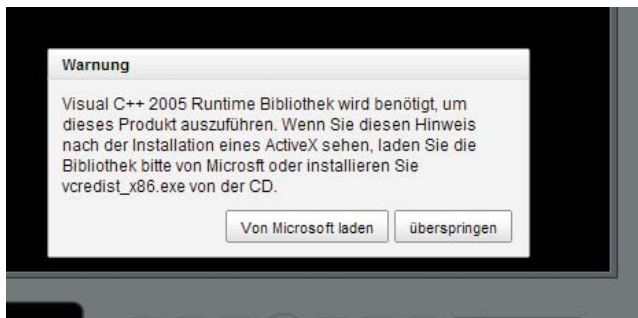 Warnung
Visual C++ 2005 Runtime Bibliothek wird benötigt, um
dieses Produkt auszuführen. Wenn Sie diesen Hinweis
nach der Installation eines ActiveX sehen, laden Sie die
Bibliothek bitte von Microsft oder installieren Sie
vcredist_x86.exe von der CD.
Von Microsoft laden
überspringen